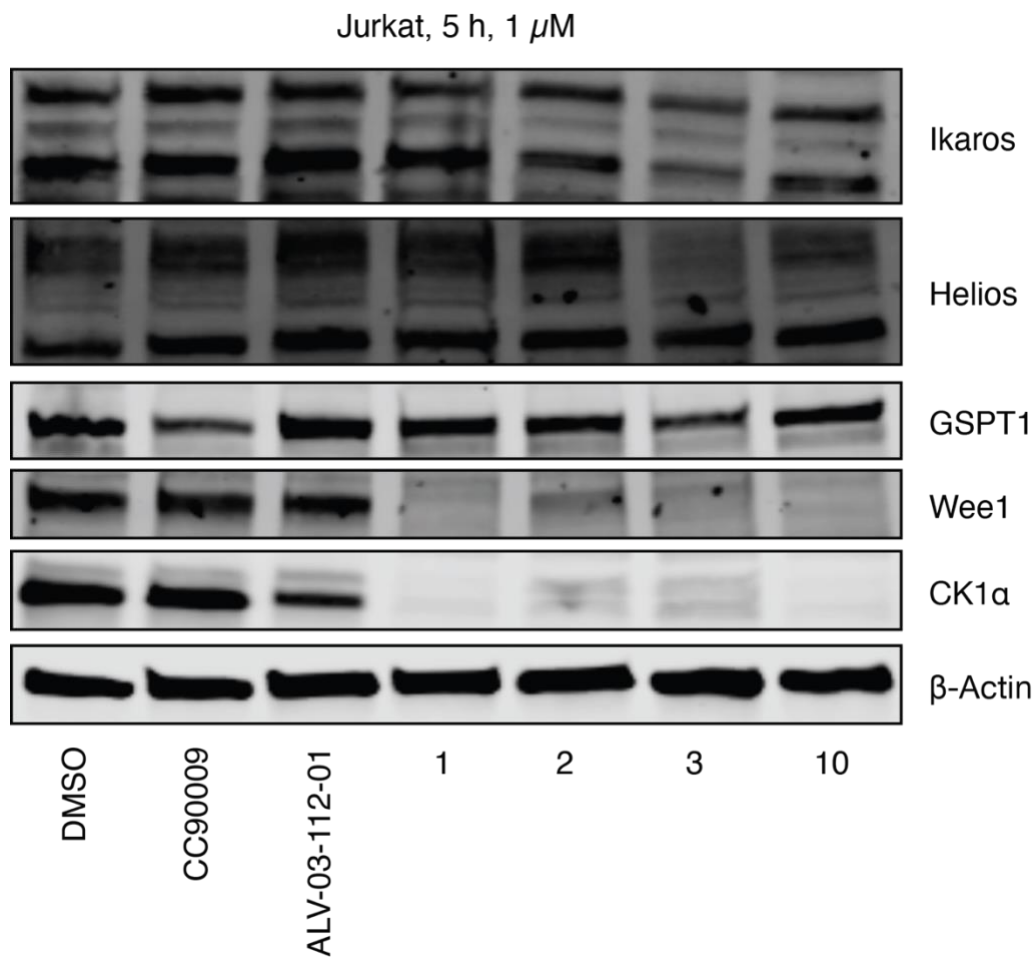 Jurkat, 5 h, 1 µM
Ikaros
Helios
GSPT1
Wee1
CK1α
β-Actin
DMSO
CC90009
ALV-03-112-01
1
2
3
10